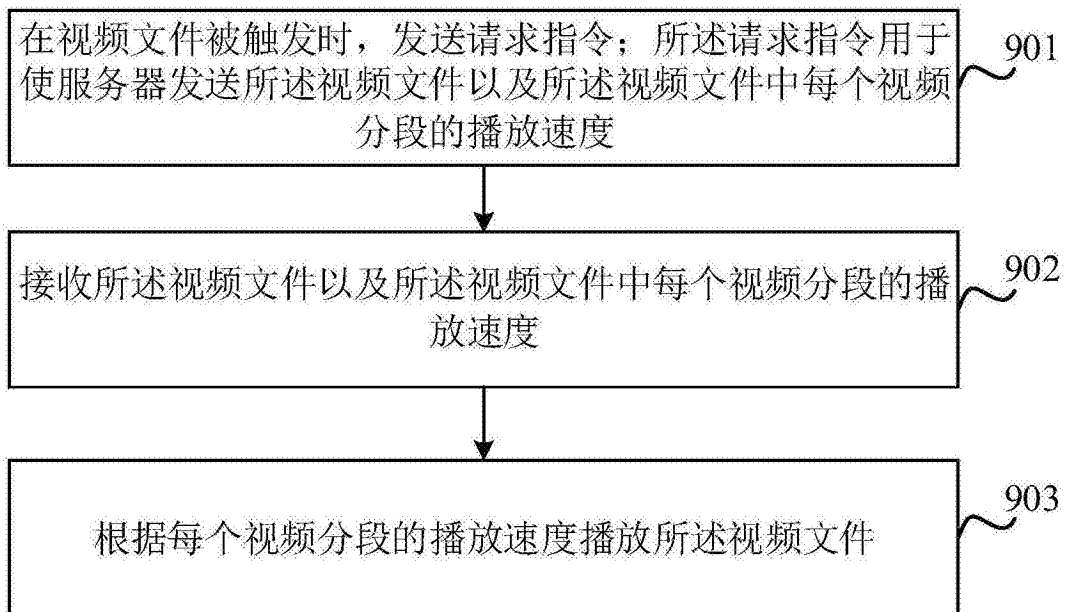 在视频文件被触发时，发送请求指令；所述请求指令用于
使服务器发送所述视频文件以及所述视频文件中每个视频
分段的播放速度
901
接收所述视频文件以及所述视频文件中每个视频分段的播
放速度
902
根据每个视频分段的播放速度播放所述视频文件
903